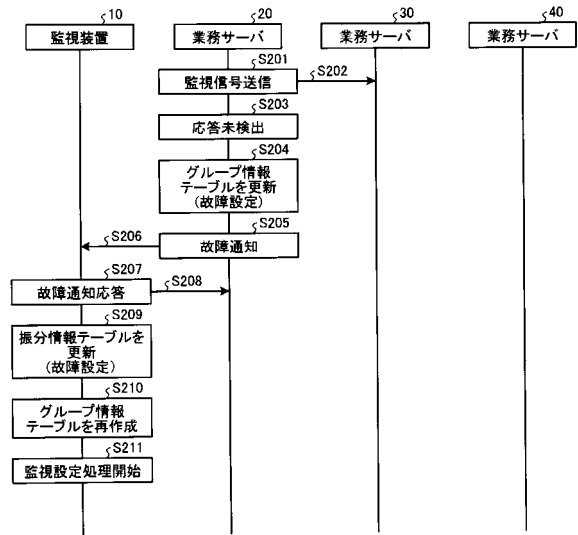 10
監視装置
20
業務サーバ
30
業務サーバ
40
業務サーバ
S201
監視信号送信
S202
S203
応答未検出
S204
グループ情報
テーブルを更新
(故障設定)
S205
故障通知
S206
S207
故障通知応答
S208
S209
振分情報テーブルを
更新
(故障設定)
S210
グループ情報
テーブルを再作成
S211
監視設定処理開始